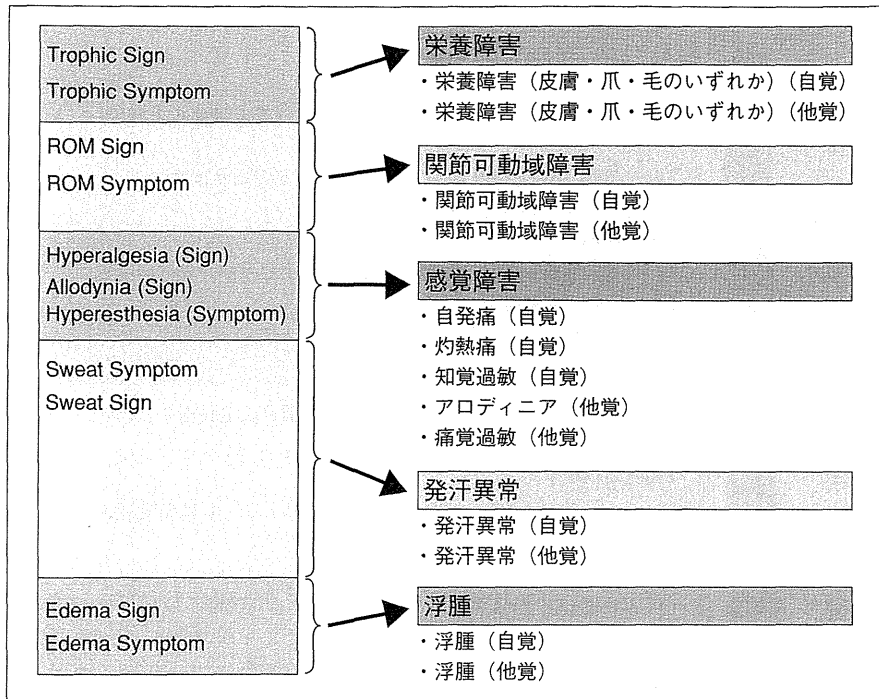 Trophic Sign
Trophic Symptom
ROM Sign
ROM Symptom
Hyperalgesia (Sign)
Allodynia (Sign)
Hyperesthesia (Symptom)
Sweat Symptom
Sweat Sign
Edema Sign
Edema Symptom
栄養障害
・栄養障害（皮膚・爪・毛のいずれか）（自覚）
・栄養障害（皮膚・爪・毛のいずれか）（他覚）
関節可動域障害
・関節可動域障害（自覚）
・関節可動域障害（他覚）
感覚障害
・自発痛（自覚）
・灼熱痛（自覚）
・知覚過敏（自覚）
・アロディニア（他覚）
・痛覚過敏（他覚）
発汗異常
・発汗異常（自覚）
・発汗異常（他覚）
浮腫
・浮腫（自覚）
・浮腫（他覚）